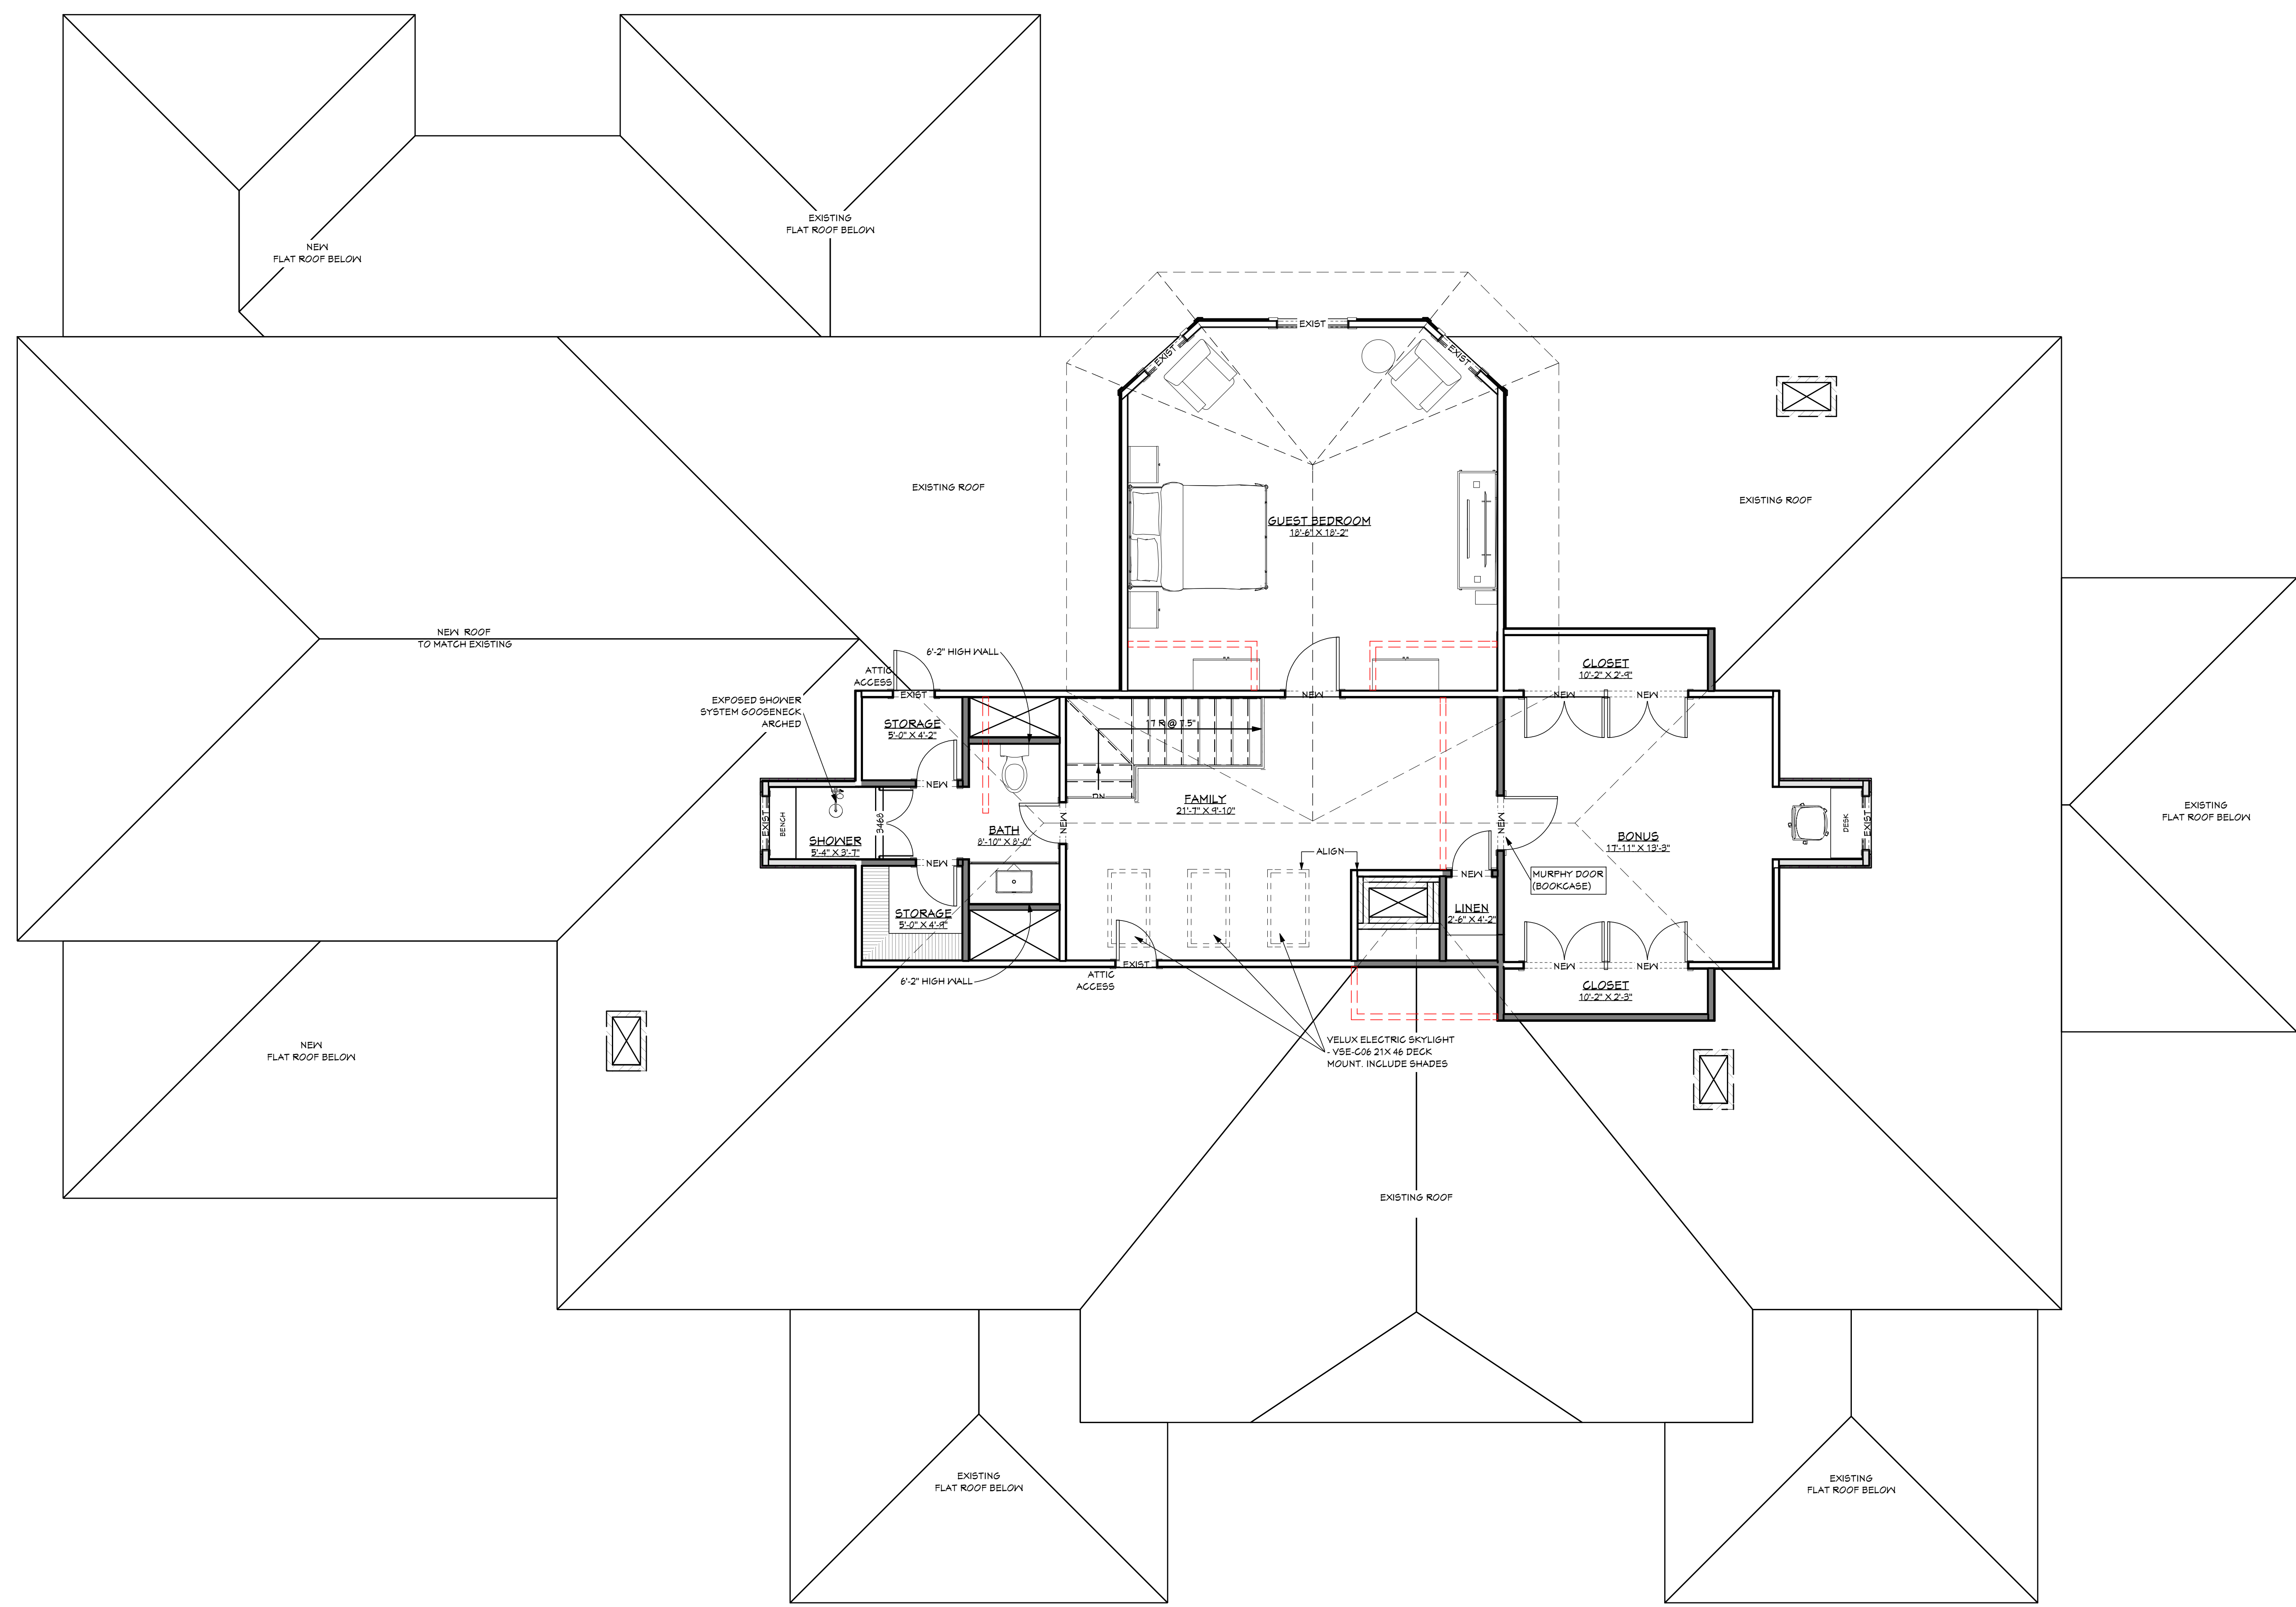 EXISTING
FLAT ROOF BELOW
NEW
FLAT ROOF BELOW
EXIST
EXIST
EXIST
EXISTING ROOF
EXISTING ROOF
GUEST BEDROOM
18'-6" X 18'-2"
NEW ROOF
TO MATCH EXISTING
6'-2" HIGH WALL
ATTIC
ACCESS
EXIST
NEW
CLOSET
10'-2" X 2'-9"
NEW
NEW
EXPOSED SHOWER
SYSTEM GOOSENECK
ARCHED
STORAGE
5'-0" X 4'-2"
17 R @ 7.5"
DN
NEW
FAMILY
21'-7" X 9'-10"
EXIST
BENCH
SHOWER
5'-4" X 3'-7"
3468
BATH
8'-10" X 8'-0"
NEW
NEW
BONUS
17'-11" X 13'-3"
DESK
EXIST
EXISTING
FLAT ROOF BELOW
ALIGN
NEW
NEW
MURPHY DOOR
(BOOKCASE)
STORAGE
5'-0" X 4'-9"
LINEN
2'-6" X 4'-2"
EXIST
NEW
NEW
6'-2" HIGH WALL
ATTIC
ACCESS
CLOSET
10'-2" X 2'-3"
NEW
FLAT ROOF BELOW
VELUX ELECTRIC SKYLIGHT
- VSE-C06 21X 46 DECK
MOUNT. INCLUDE SHADES
EXISTING ROOF
EXISTING
FLAT ROOF BELOW
EXISTING
FLAT ROOF BELOW